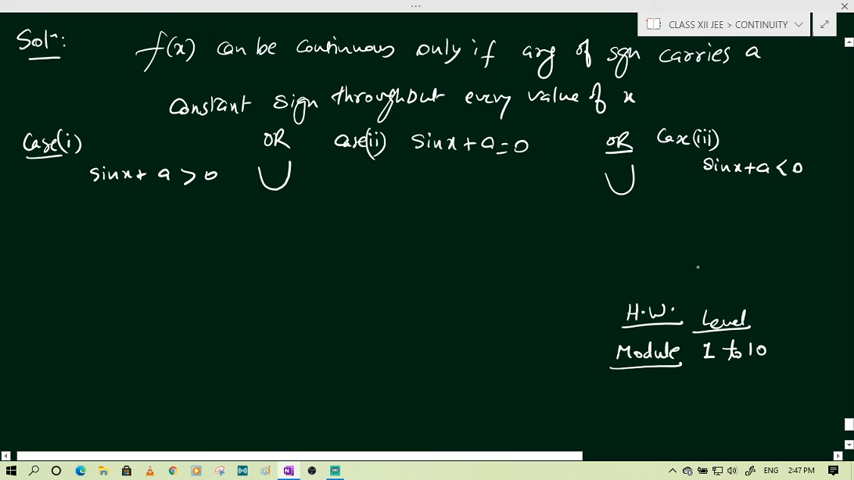 CLASS XII JEE > CONTINUITY
Solⁿ:
f(x) can be continuous only if arg of sgn carries a
constant sign throughout every value of x
Case(i) OR Case(ii) sinx + a = 0 OR Case(iii)
sinx + a > 0 ∪ ∪ sinx + a < 0
H.W. Level
Module 1 to 10
ENG 2:47 PM